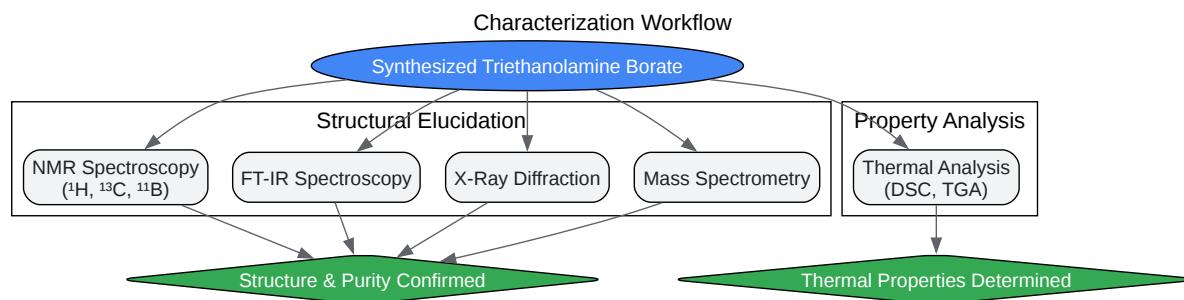 Characterization Workflow
Synthesized Triethanolamine Borate
Structural Elucidation
Property Analysis
NMR Spectroscopy
(¹H, ¹³C, ¹¹B)
FT-IR Spectroscopy
X-Ray Diffraction
Mass Spectrometry
Thermal Analysis
(DSC, TGA)
Structure & Purity Confirmed
Thermal Properties Determined